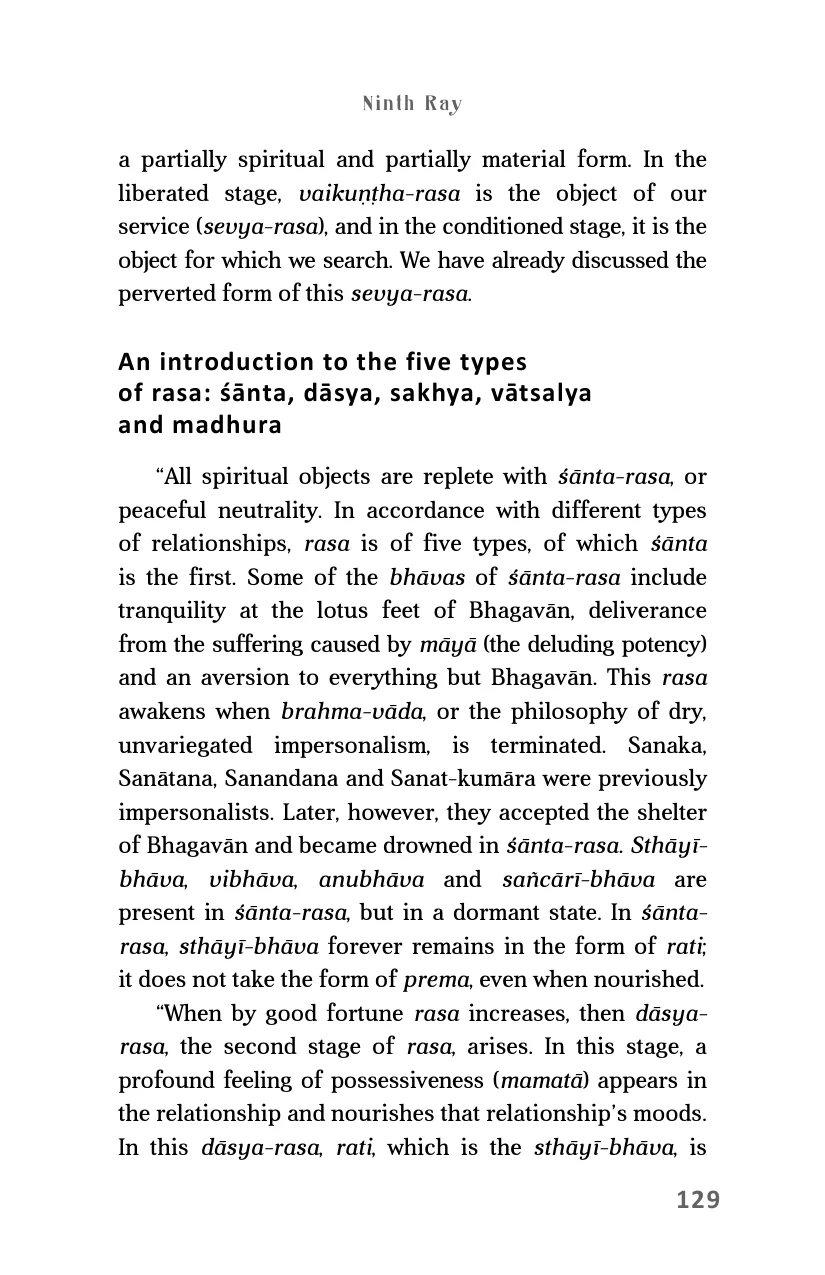 Ninth Ray
a partially spiritual and partially material form. In the
liberated stage, vaikuṇṭha-rasa is the object of our
service (sevya-rasa), and in the conditioned stage, it is the
object for which we search. We have already discussed the
perverted form of this sevya-rasa.
An introduction to the five types
of rasa: śānta, dāsya, sakhya, vātsalya
and madhura
“All spiritual objects are replete with śānta-rasa, or
peaceful neutrality. In accordance with different types
of relationships, rasa is of five types, of which śānta
is the first. Some of the bhāvas of śānta-rasa include
tranquility at the lotus feet of Bhagavān, deliverance
from the suffering caused by māyā (the deluding potency)
and an aversion to everything but Bhagavān. This rasa
awakens when brahma-vāda, or the philosophy of dry,
unvariegated impersonalism, is terminated. Sanaka,
Sanātana, Sanandana and Sanat-kumāra were previously
impersonalists. Later, however, they accepted the shelter
of Bhagavān and became drowned in śānta-rasa. Sthāyī-
bhāva, vibhāva, anubhāva and sañcārī-bhāva are
present in śānta-rasa, but in a dormant state. In śānta-
rasa, sthāyī-bhāva forever remains in the form of rati;
it does not take the form of prema, even when nourished.
“When by good fortune rasa increases, then dāsya-
rasa, the second stage of rasa, arises. In this stage, a
profound feeling of possessiveness (mamatā) appears in
the relationship and nourishes that relationship’s moods.
In this dāsya-rasa, rati, which is the sthāyī-bhāva, is
129